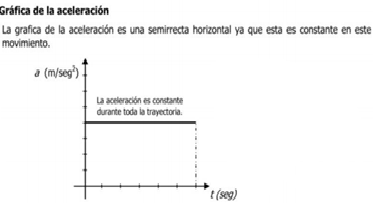 Gráfica de la aceleración
La grafica de la aceleración es una semirrecta horizontal ya que esta es constante en este
movimiento.
a (m/seg²)
La aceleración es constante
durante toda la trayectoria.
t (seg)